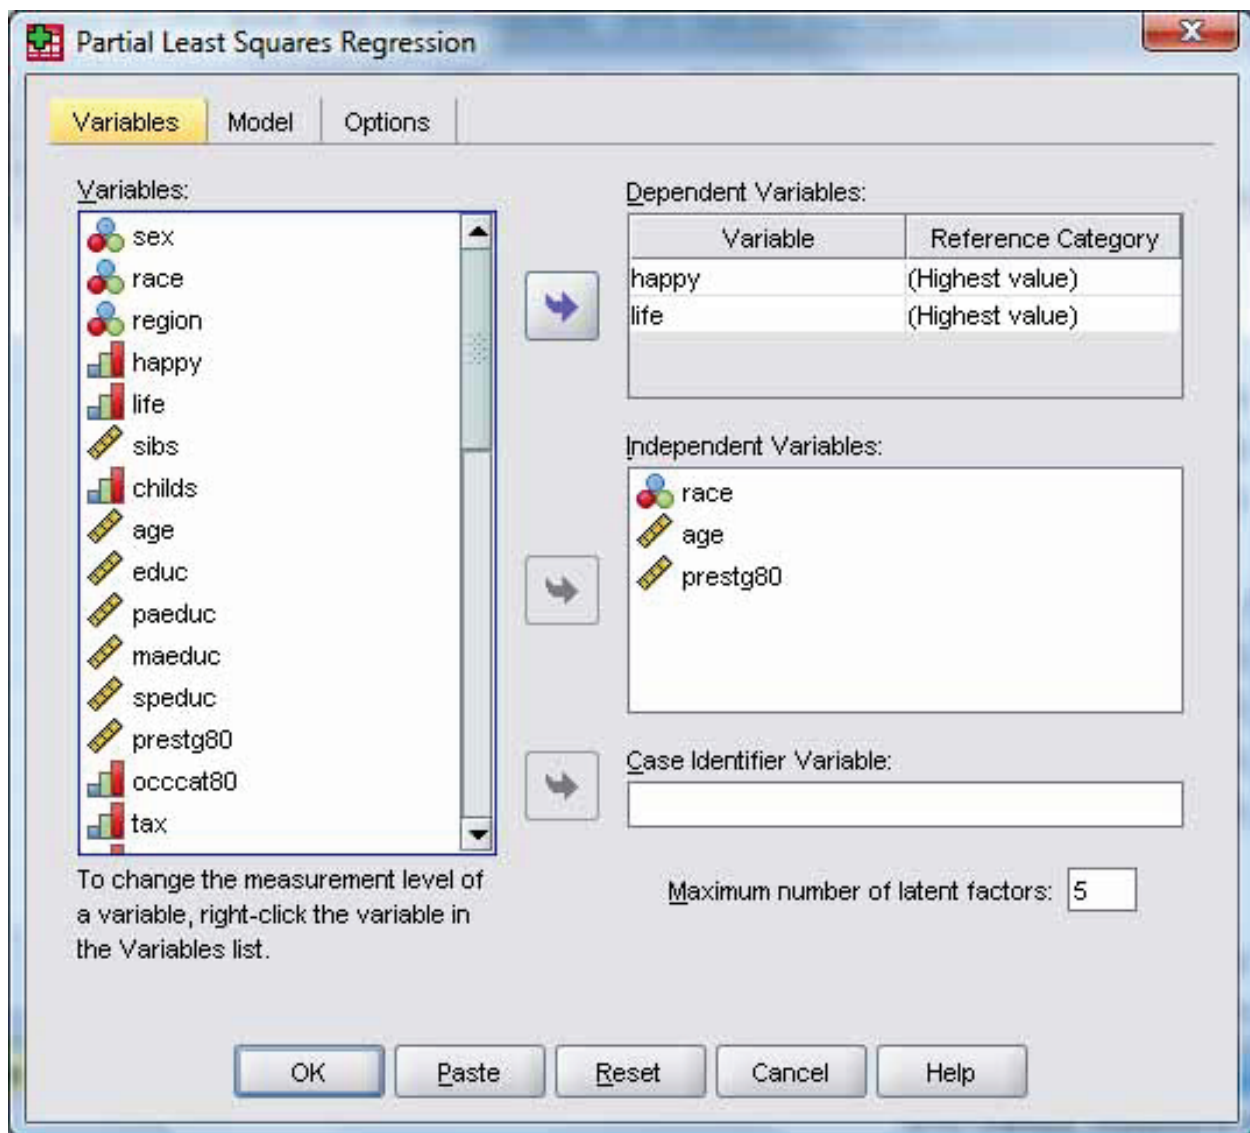 Partial Least Squares Regression
X
Variables
Model
Options
Variables:
sex
race
region
happy
life
sibs
childs
age
educ
paeduc
maeduc
speduc
prestg80
occcat80
tax
To change the measurement level of
a variable, right-click the variable in
the Variables list.
Dependent Variables:
Variable Reference Category
happy (Highest value)
life (Highest value)
Independent Variables:
race
age
prestg80
Case Identifier Variable:
Maximum number of latent factors: 5
OK
Paste
Reset
Cancel
Help